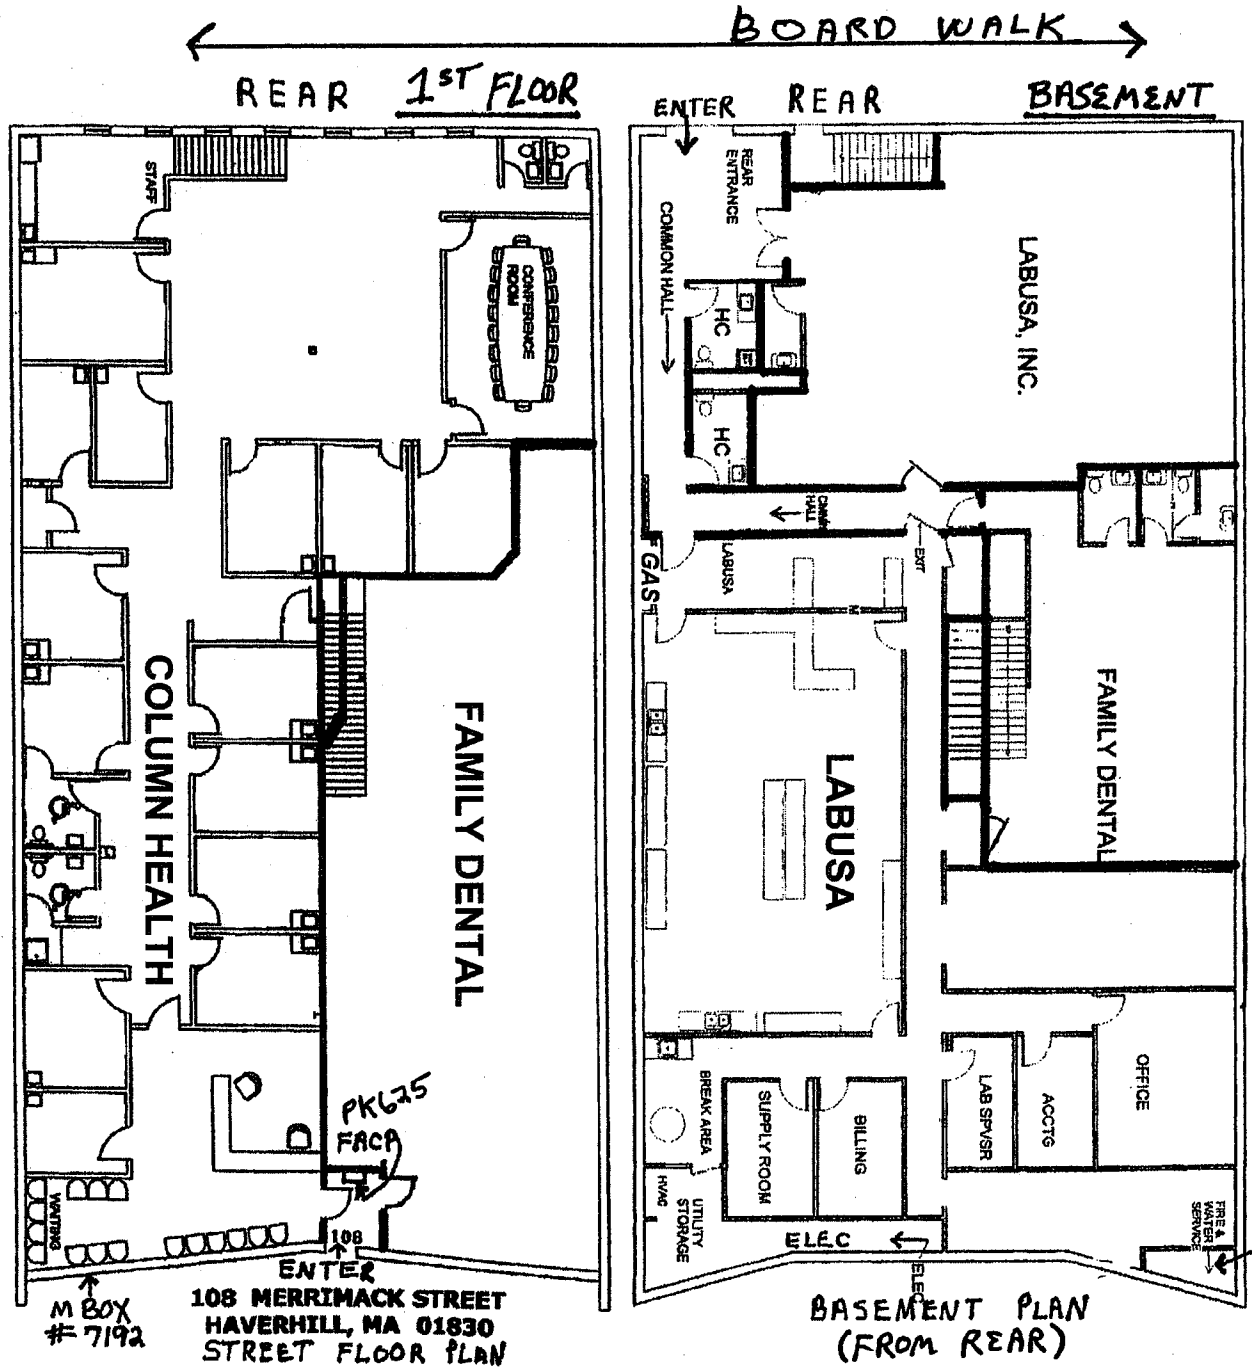 BOARD WALK
REAR
1ST FLOOR
ENTER
REAR
BASEMENT
STAFF
CONFERENCE
ROOM
COLUMN HEALTH
FAMILY DENTAL
PK625
FACP
WAITING
108
ENTER
M BOX
# 7192
108 MERRIMACK STREET
HAVERHILL, MA 01830
STREET FLOOR PLAN
REAR
ENTRANCE
COMMON HALL
HC
HC
LABUSA, INC.
CMMN
HALL
EXIT
GAS
LABUSA
M
LABUSA
FAMILY DENTAL
BREAK AREA
SUPPLY ROOM
BILLING
LAB SPVSR
ACCTG
OFFICE
HVAC
UTILITY
STORAGE
ELEC
ELEC
FIRE &
WATER
SERVICE
BASEMENT PLAN
(FROM REAR)